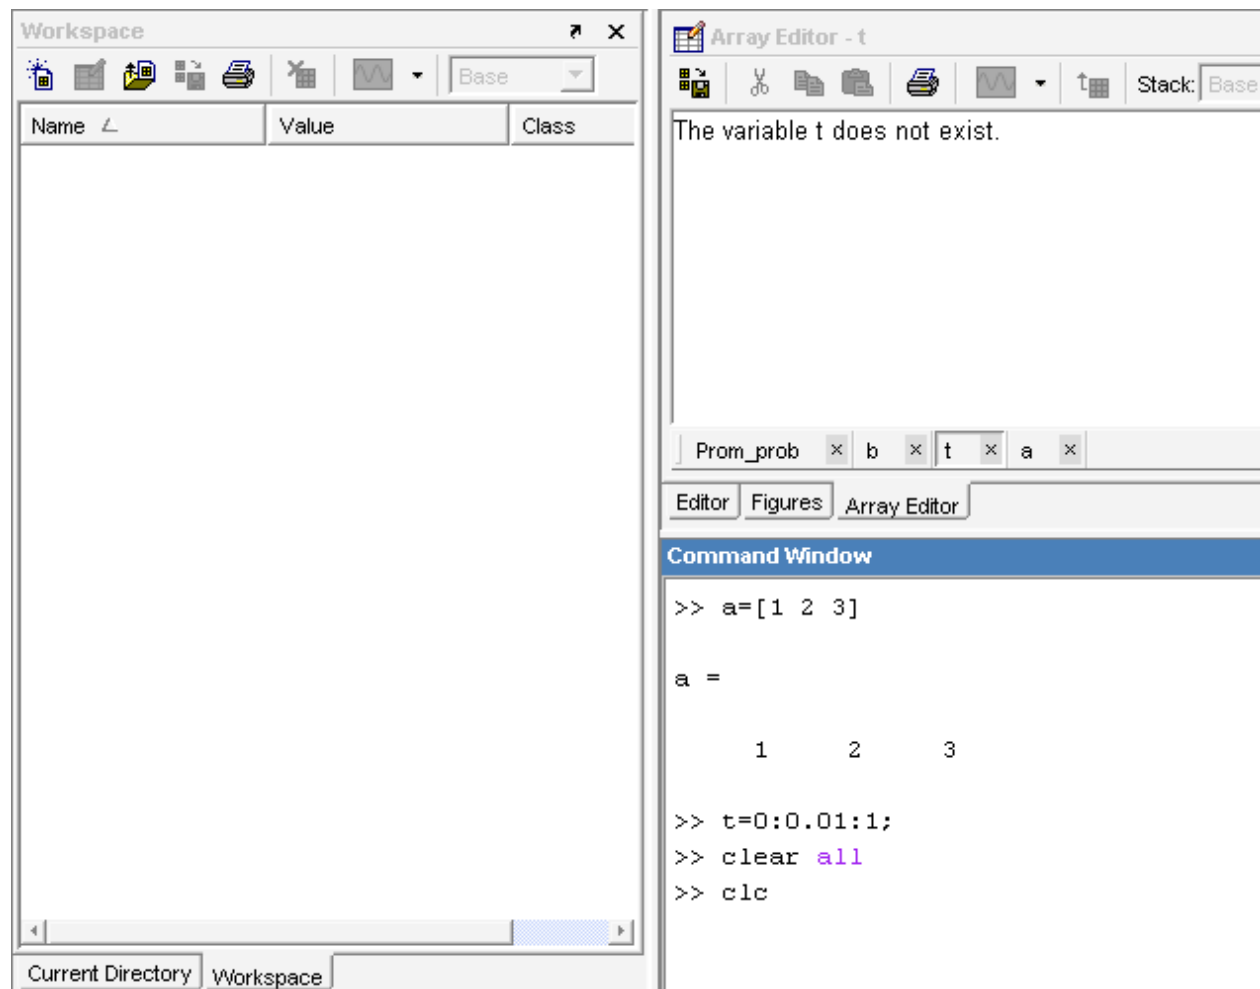 Workspace
Base
Name Value Class
Current Directory Workspace
Array Editor - t
Stack: Base
The variable t does not exist.
Prom_prob b t a
Editor Figures Array Editor
Command Window
>> a=[1 2 3]
a =
1 2 3
>> t=0:0.01:1;
>> clear all
>> clc